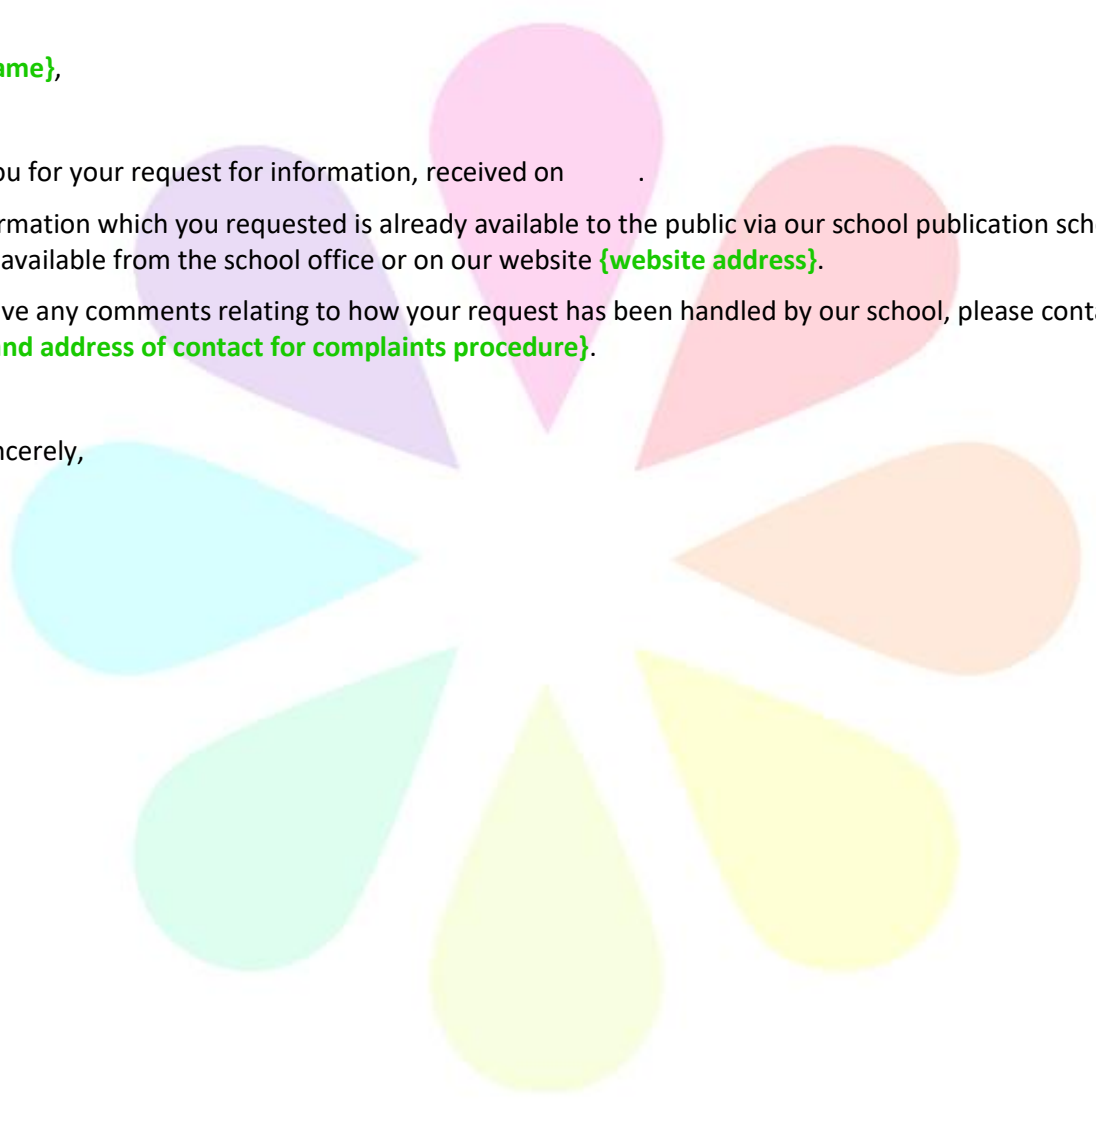 ame},
ou for your request for information, received on .
rmation which you requested is already available to the public via our school publication sch
available from the school office or on our website {website address}.
ve any comments relating to how your request has been handled by our school, please conta
nd address of contact for complaints procedure}.
ncerely,